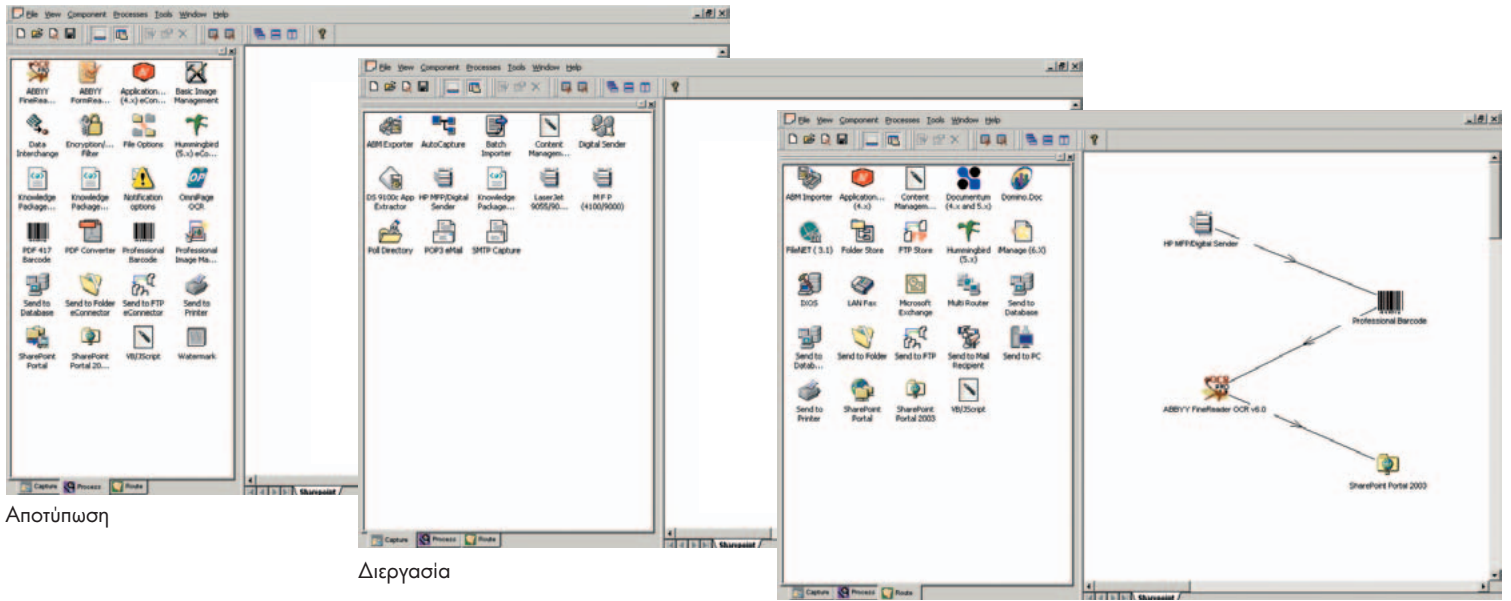 File View Component Processes Tools Window Help
ABBYY FineRea...
ABBYY FormRea...
Application... (4.x) eCon...
Basic Image Management
Data Interchange
Encryption/... Filter
File Options
Hummingbird (5.x) eCo...
Knowledge Package...
Knowledge Package...
Notification options
OmniPage OCR
PDF 417 Barcode
PDF Converter
Professional Barcode
Professional Image Ma...
Send to Database
Send to Folder eConnector
Send to FTP eConnector
Send to Printer
SharePoint Portal
SharePoint Portal 20...
VB/JScript
Watermark
Capture Process Route
Sharepoint
Αποτύπωση
File View Component Processes Tools Window Help
ABM Exporter
AutoCapture
Batch Importer
Content Managem...
Digital Sender
DS 9100c App Extractor
HP MFP/Digital Sender
Knowledge Package...
LaserJet 9055/90...
M F P (4100/9000)
Poll Directory
POP3 eMail
SMTP Capture
Capture Process Route
Sharepoint
Διεργασία
File View Component Processes Tools Window Help
ABM Importer
Application... (4.x)
Content Managem...
Documentum (4.x and 5.x)
Domino.Doc
FileNET ( 3.1)
Folder Store
FTP Store
Hummingbird (5.x)
iManage (6.X)
IXOS
LAN Fax
Microsoft Exchange
Multi Router
Send to Database
Send to Datab...
Send to Folder
Send to FTP
Send to Mail Recipient
Send to PC
Send to Printer
SharePoint Portal
SharePoint Portal 2003
VB/JScript
HP MFP/Digital Sender
Professional Barcode
ABBYY FineReader OCR v6.0
SharePoint Portal 2003
Capture Process Route
Sharepoint